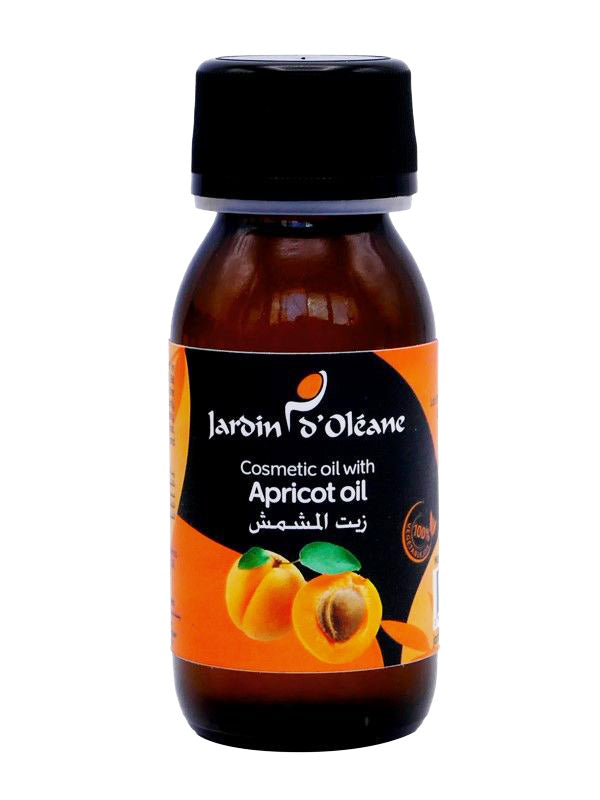 Jardin d'Oléane
Cosmetic oil with
Apricot oil
زيت المشمش
100%